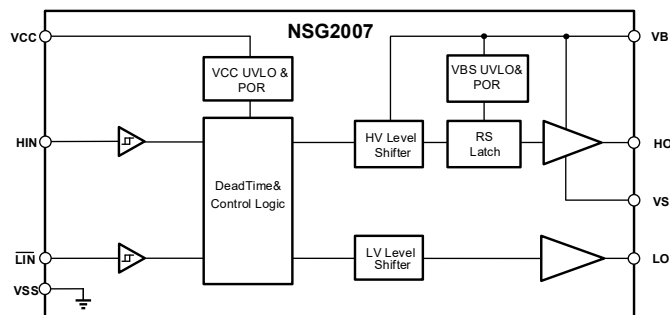 NSG2007
VCC
VB
VCC UVLO &
POR
VBS UVLO&
POR
HIN
HV Level
Shifter
RS
Latch
HO
DeadTime&
Control Logic
VS
LIN
LV Level
Shifter
LO
VSS